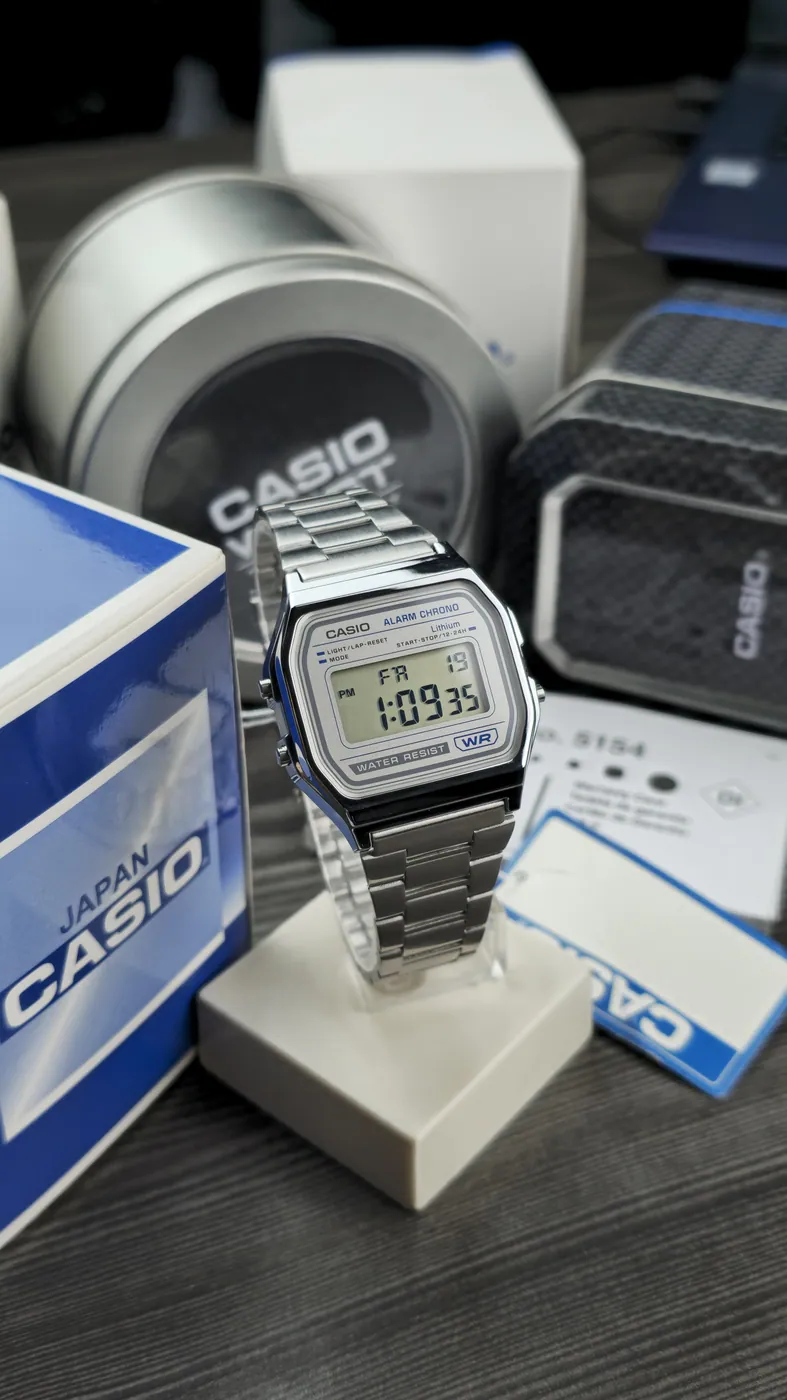 CASIO
CASIO
JAPAN
CASIO
CASIO ALARM CHRONO
Lithium
LIGHT/LAP-RESET START-STOP/12-24H
MODE
FR 19
PM 1:09 35
WATER RESIST WR
5154
CASIO